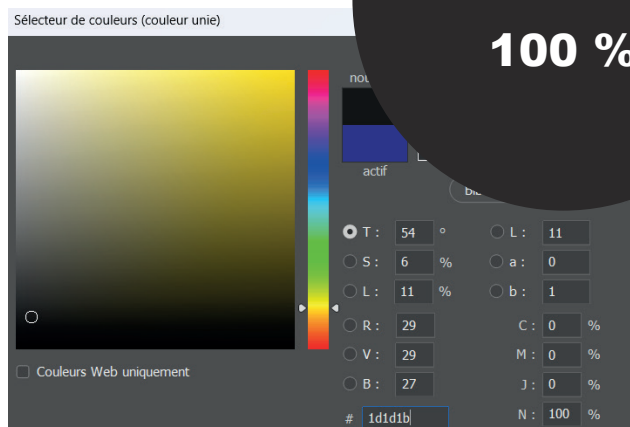 Sélecteur de couleurs (couleur unie)
100 %
actif
T : 54 ° L : 11
S : 6 % a : 0
L : 11 % b : 1
R : 29 C : 0 %
V : 29 M : 0 %
B : 27 J : 0 %
# 1d1d1b N : 100 %
Couleurs Web uniquement